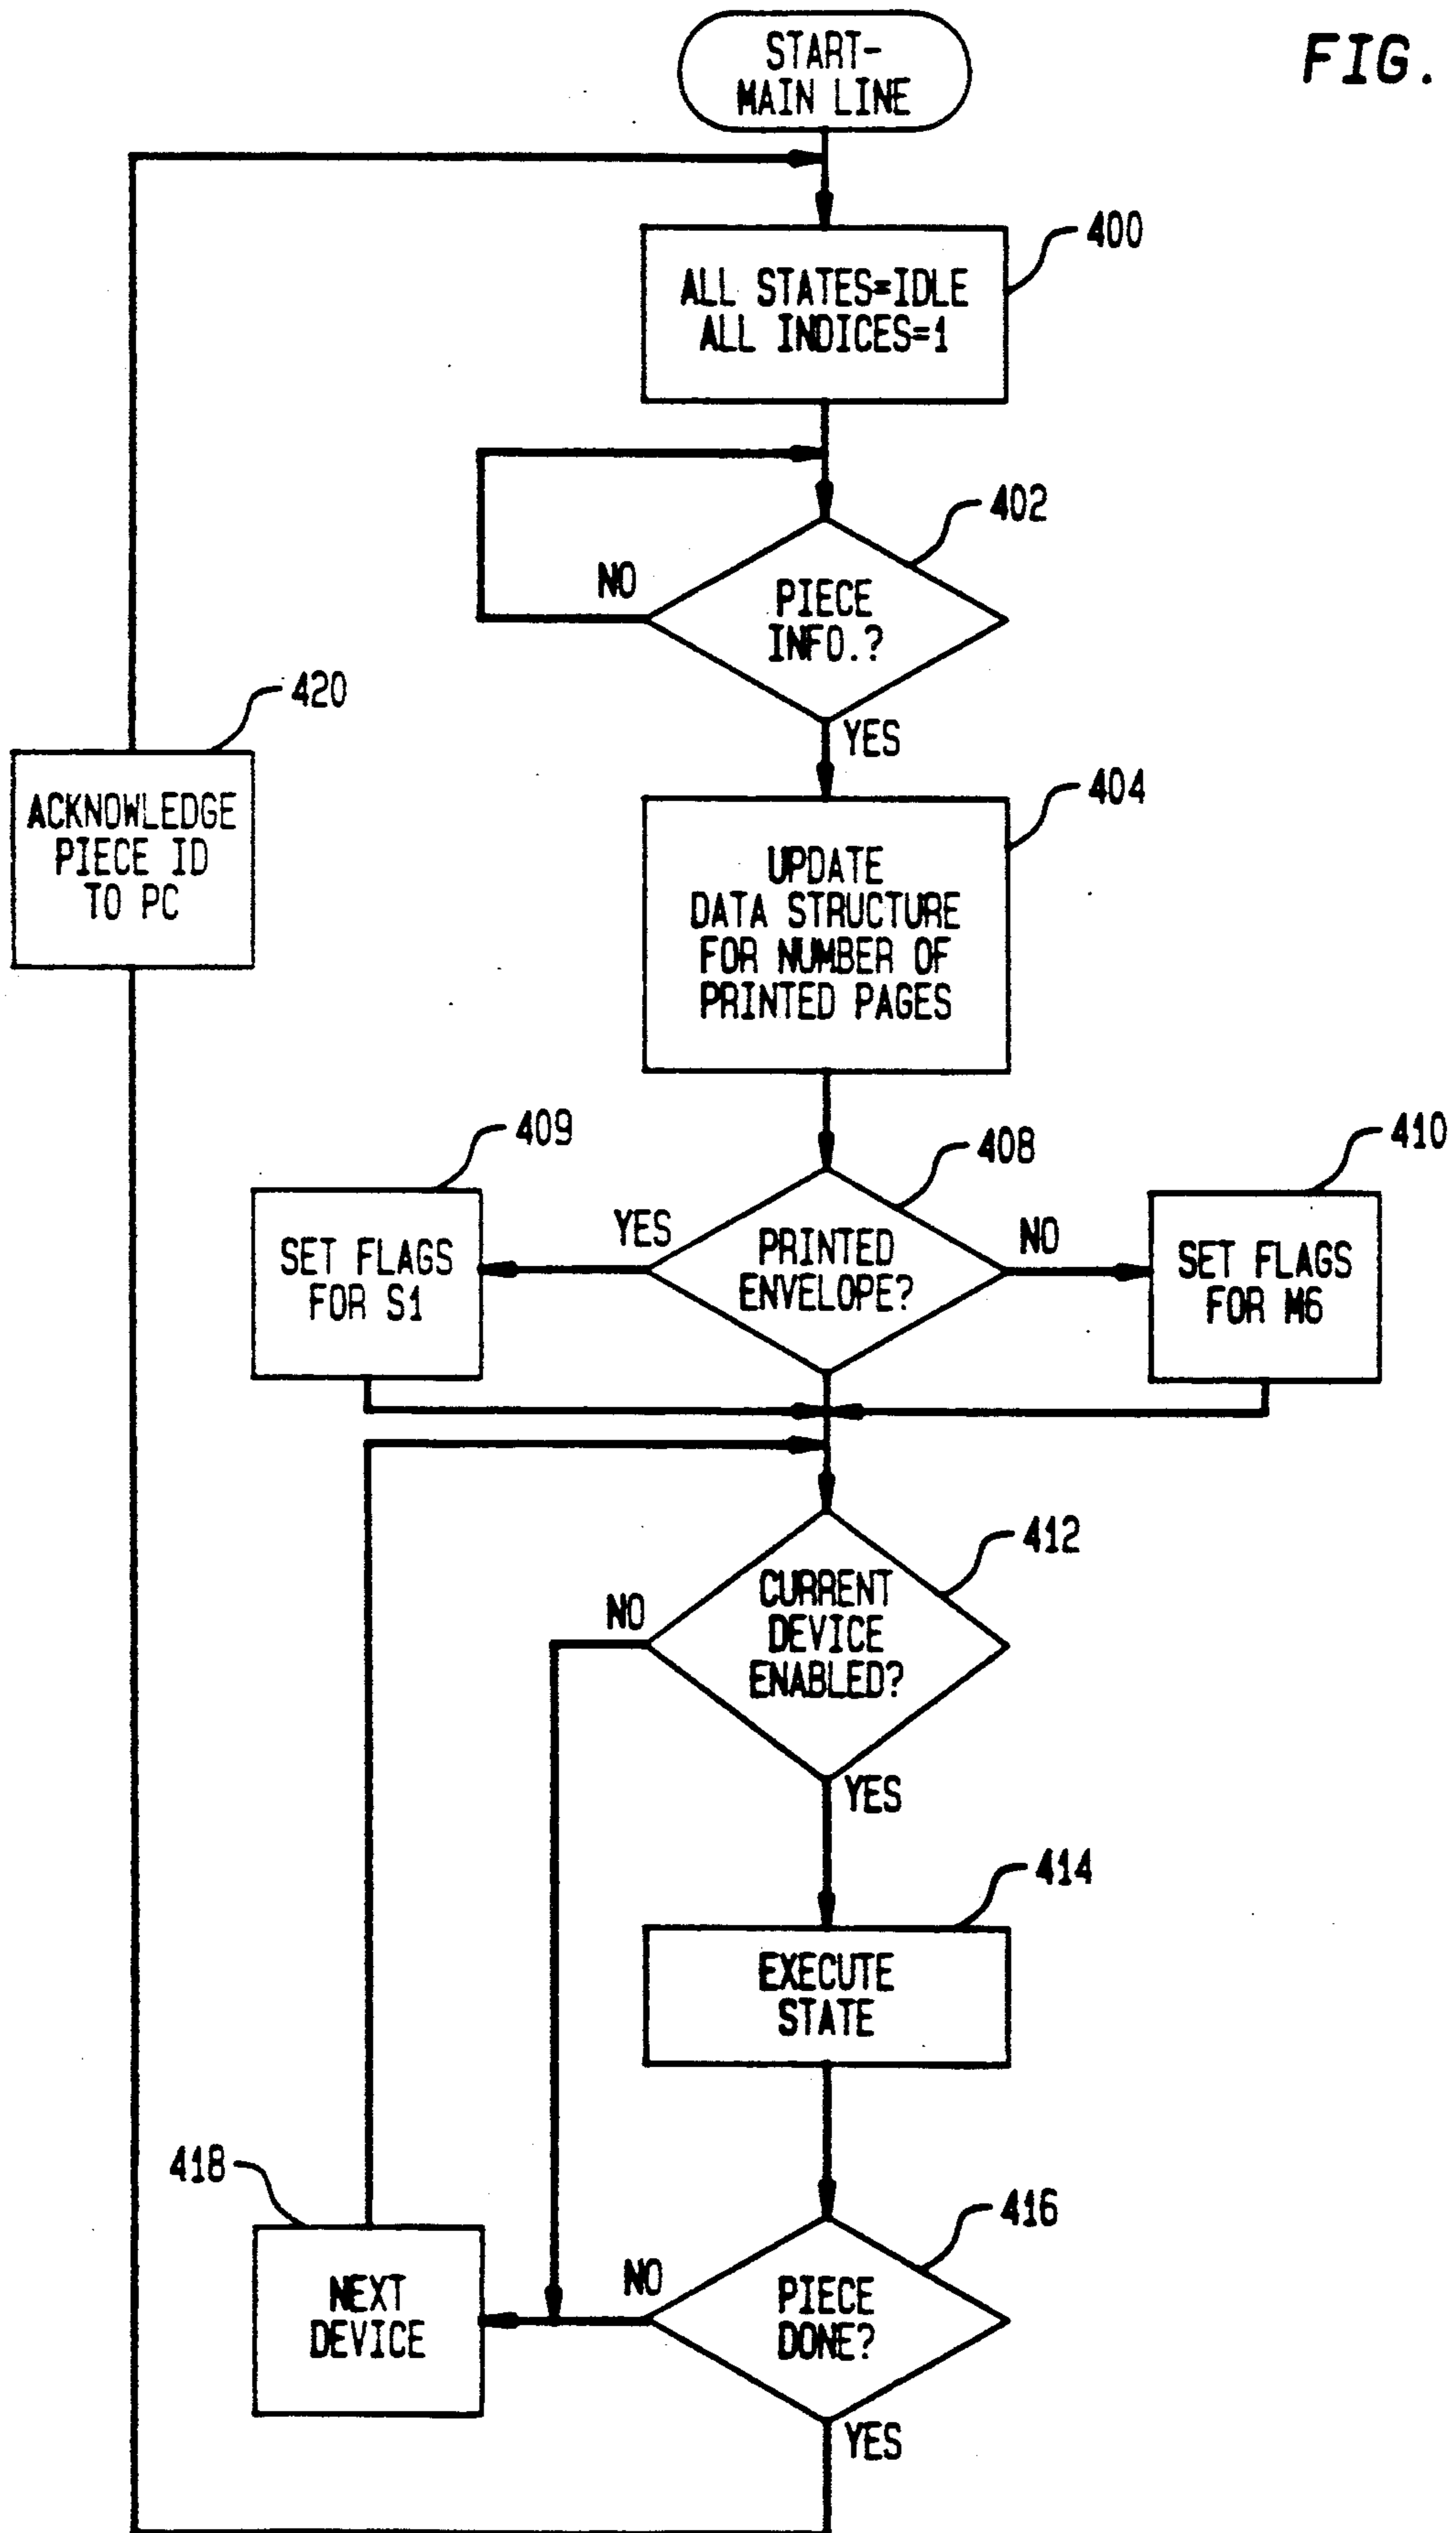 FIG.
START-
MAIN LINE
400
ALL STATES=IDLE
ALL INDICES=1
402
NO
PIECE
INFO.?
YES
420
ACKNOWLEDGE
PIECE ID
TO PC
404
UPDATE
DATA STRUCTURE
FOR NUMBER OF
PRINTED PAGES
409
408
410
SET FLAGS
FOR S1
YES
PRINTED
ENVELOPE?
NO
SET FLAGS
FOR M6
412
NO
CURRENT
DEVICE
ENABLED?
YES
414
EXECUTE
STATE
418
416
NEXT
DEVICE
NO
PIECE
DONE?
YES